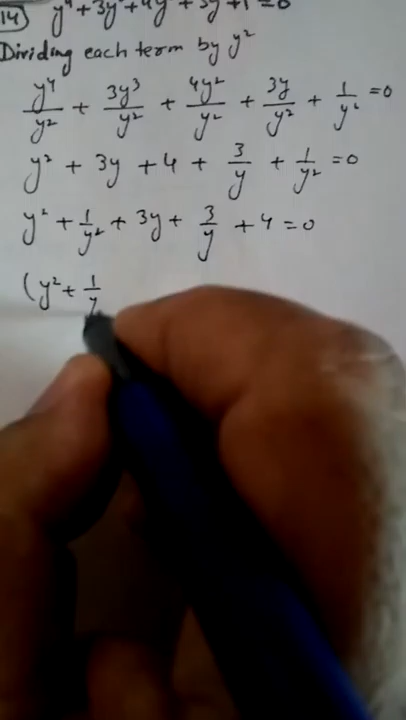 14) y⁴ + 3y³ + 4y² + 3y + 1 = 0
Dividing each term by y²
y⁴/y² + 3y³/y² + 4y²/y² + 3y/y² + 1/y² = 0
y² + 3y + 4 + 3/y + 1/y² = 0
y² + 1/y² + 3y + 3/y + 4 = 0
(y² + 1/y